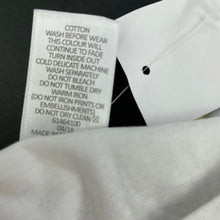 COTTON
WASH BEFORE WEAR
THIS COLOUR WILL
CONTINUE TO FADE
TURN INSIDE OUT
COLD DELICATE MACHINE
WASH SEPARATELY
DO NOT BLEACH
DO NOT TUMBLE DRY
WARM IRON
(DO NOT IRON PRINTS OR
EMBELLISHMENTS)
DO NOT DRY CLEAN
61464100
04/18
MADE IN